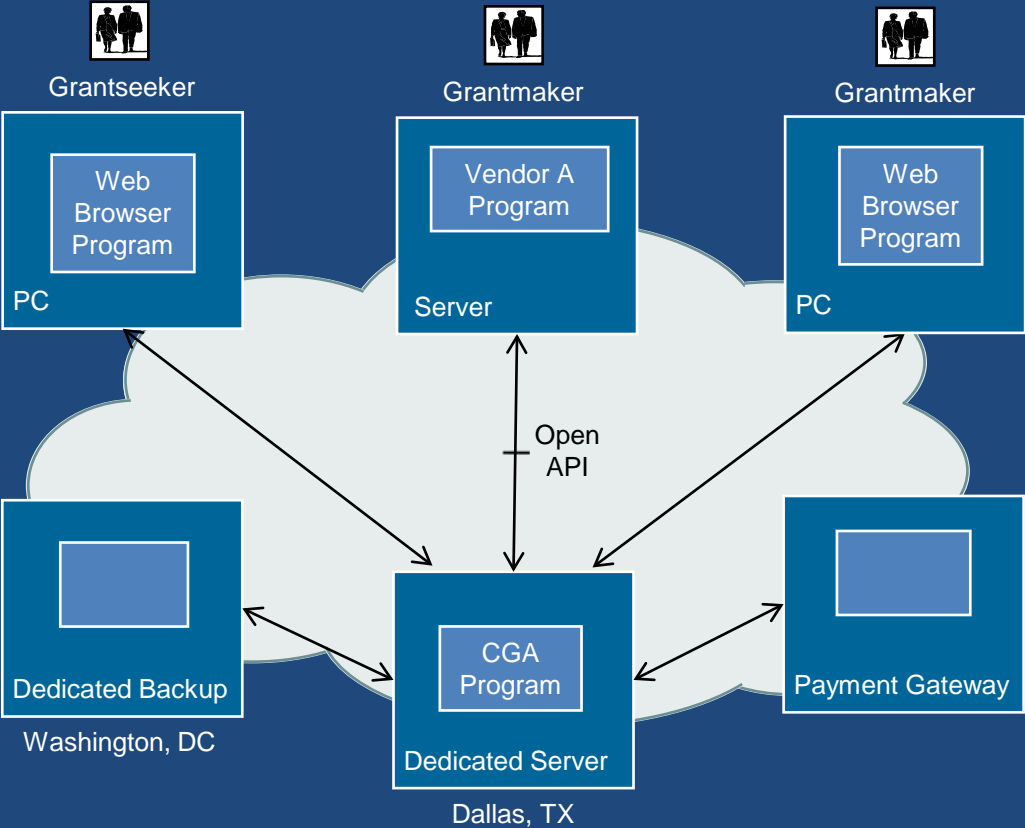 Grantseeker
Grantmaker
Grantmaker
Web
Browser
Program
PC
Vendor A
Program
Server
Web
Browser
Program
PC
Open
API
Dedicated Backup
Washington, DC
CGA
Program
Dedicated Server
Dallas, TX
Payment Gateway